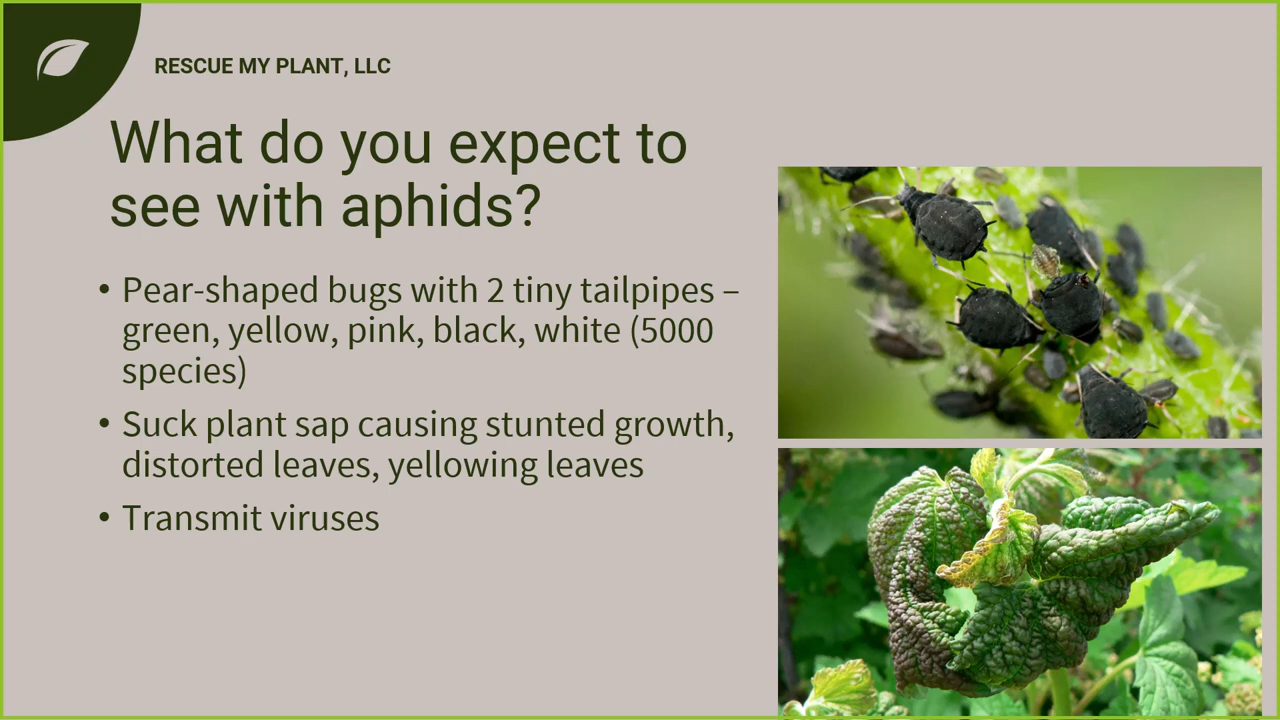 RESCUE MY PLANT, LLC
What do you expect to
see with aphids?
• Pear-shaped bugs with 2 tiny tailpipes –
green, yellow, pink, black, white (5000
species)
• Suck plant sap causing stunted growth,
distorted leaves, yellowing leaves
• Transmit viruses